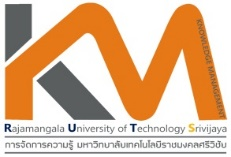 KM
KNOWLEDGE MANAGEMENT
Rajamangala University of Technology Srivijaya
การจัดการความรู้ มหาวิทยาลัยเทคโนโลยีราชมงคลศรีวิชัย